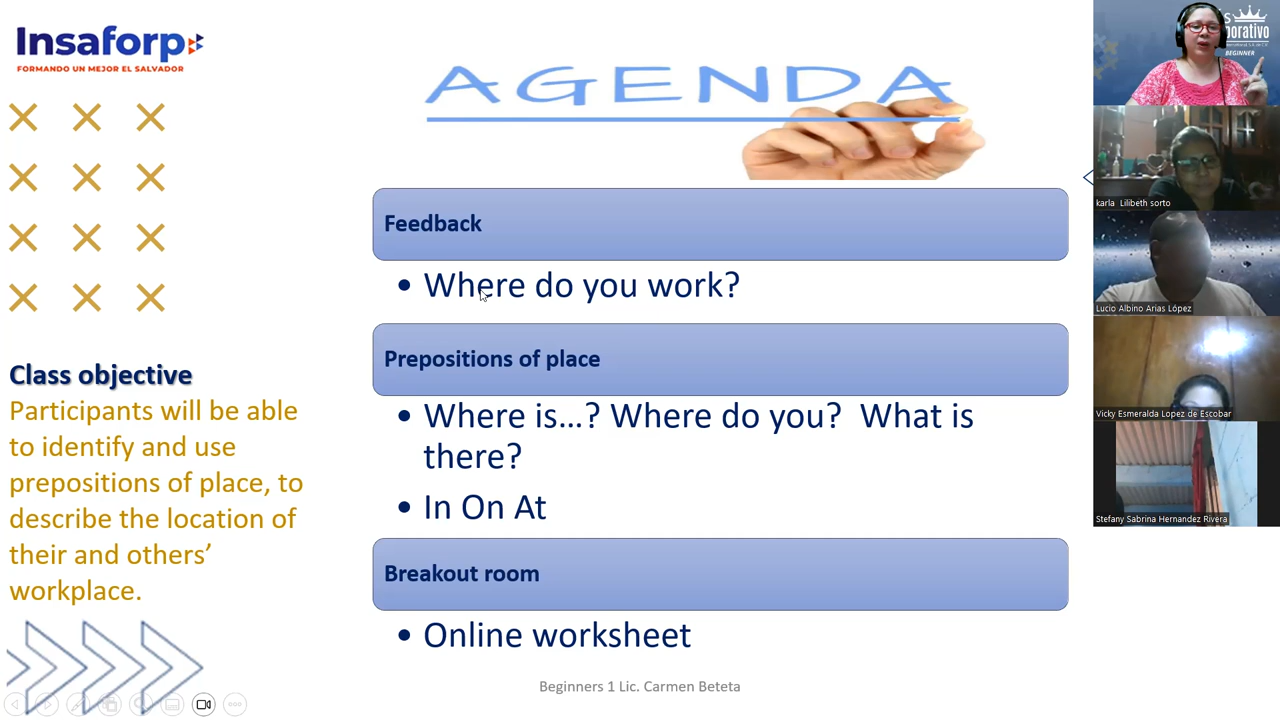 Insaforp
FORMANDO UN MEJOR EL SALVADOR
AGENDA
Feedback
• Where do you work?
Prepositions of place
• Where is...? Where do you? What is
there?
• In On At
Breakout room
• Online worksheet
Class objective
Participants will be able
to identify and use
prepositions of place, to
describe the location of
their and others’
workplace.
Beginners 1 Lic. Carmen Beteta
BEGINNER
karla Lilibeth sorto
Lucio Albino Arias López
Vicky Esmeralda Lopez de Escobar
Stefany Sabrina Hernandez Rivera